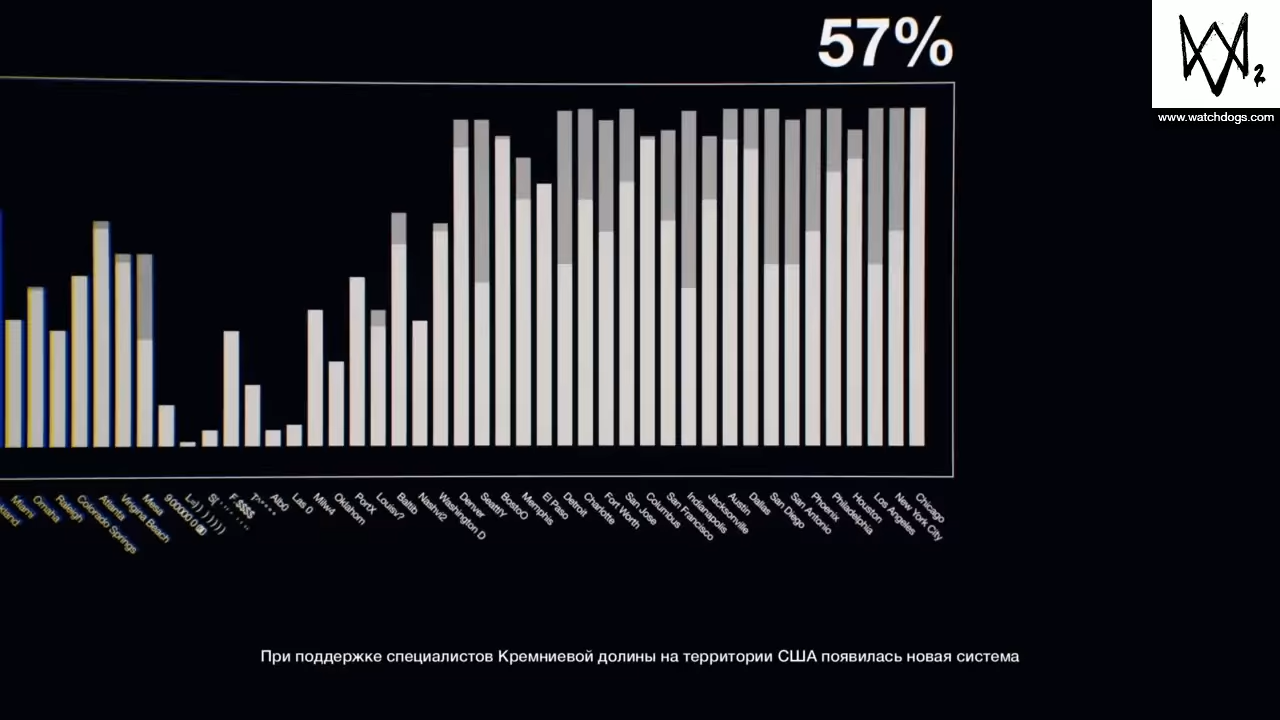 57%
2
www.watchdogs.com
Miami
Omaha
Raleigh
Colorado Springs
Atlanta
Virginia Beach
Mesa
Las 0
Milw4
Oklahom
PortX
Louisv?
Baltib
Nashvi2
Washington D
Denver
SeattlY
BostoO
Memphis
El Paso
Detroit
Charlotte
Fort Worth
San Jose
Columbus
San Francisco
Indianapolis
Jacksonville
Austin
Dallas
San Diego
San Antonio
Phoenix
Philadelphia
Houston
Los Angeles
New York City
Chicago
При поддержке специалистов Кремниевой долины на территории США появилась новая система